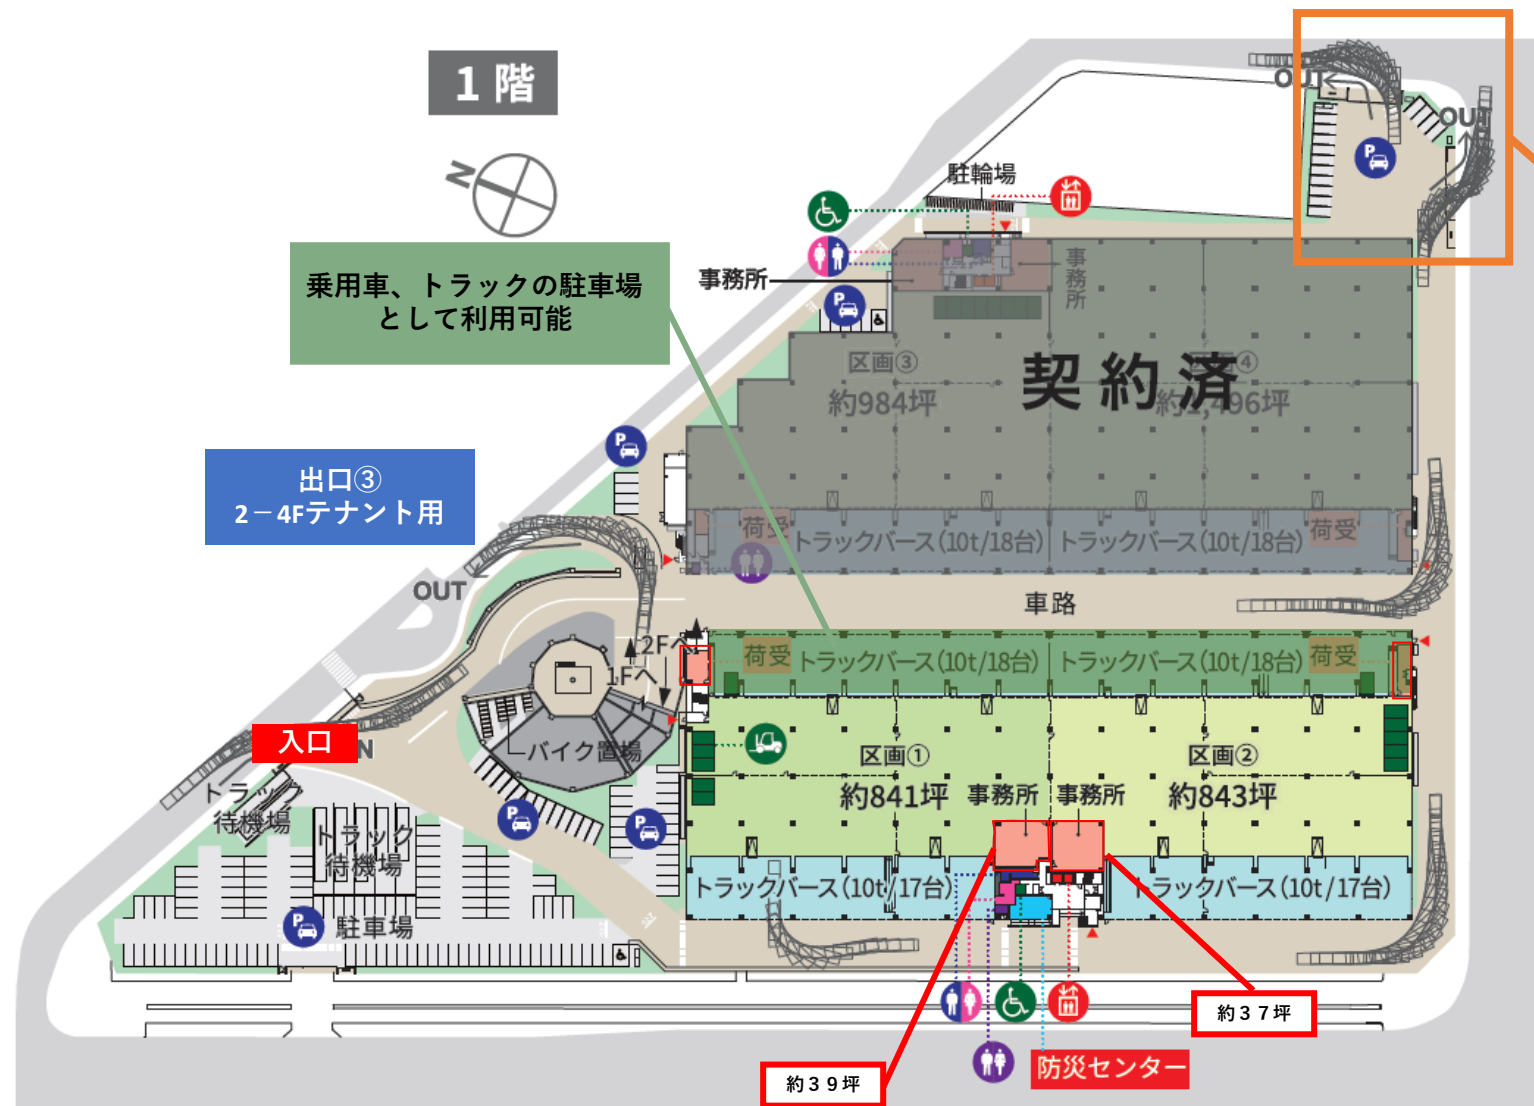 1 階
N
OUT
OUT
P
駐輪場
乗用車、トラックの駐車場
として利用可能
事務所
事務所
P
区画③
約984坪
契約済
区画④
約1,496坪
P
出口③
2－4Fテナント用
荷受
トラックバース(10t/18台)
トラックバース(10t/18台)
荷受
OUT
車路
2Fへ
1Fへ
荷受
トラックバース(10t/18台)
トラックバース(10t/18台)
荷受
入口
N
バイク置場
区画①
約841坪
区画②
約843坪
事務所
事務所
トラック
待機場
トラック
待機場
P
P
トラックバース(10t/17台)
トラックバース(10t/17台)
P
駐車場
約３７坪
約３９坪
防災センター